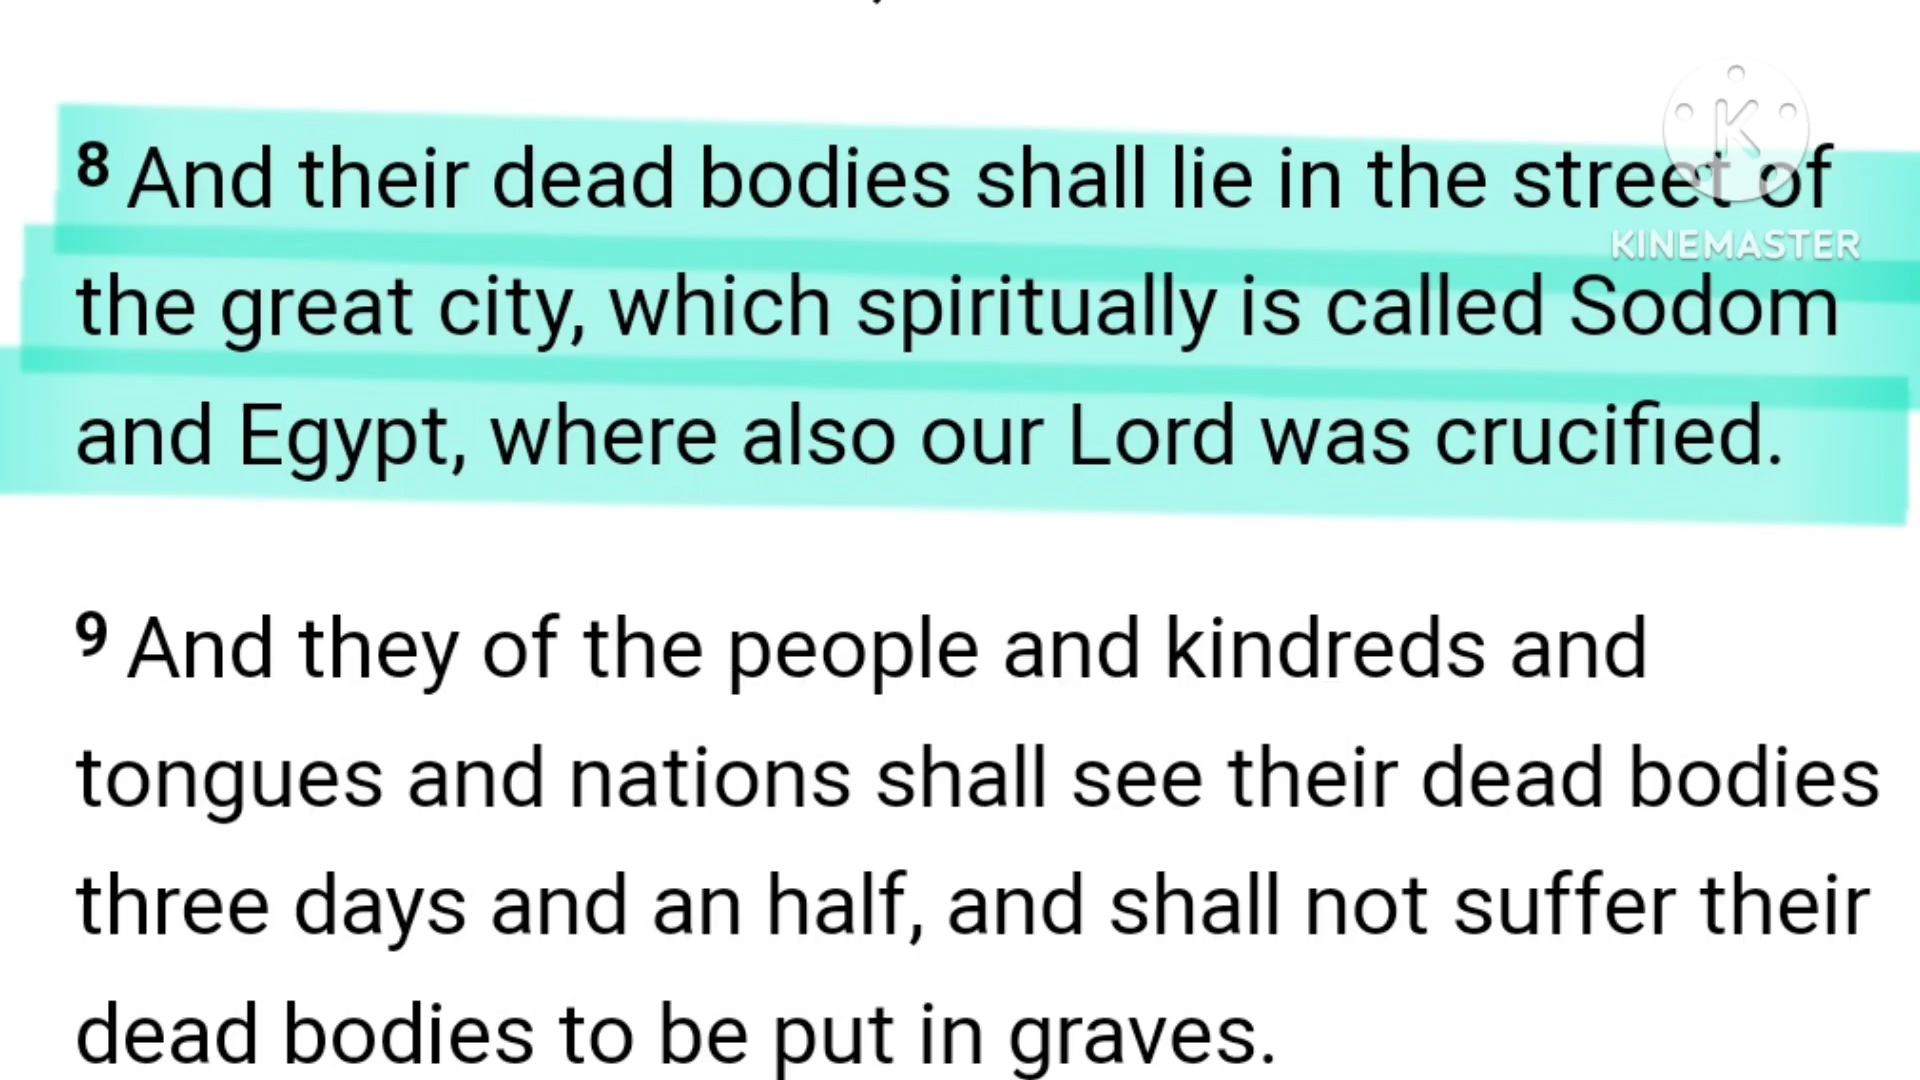 8 And their dead bodies shall lie in the street of
KINEMASTER
the great city, which spiritually is called Sodom
and Egypt, where also our Lord was crucified.
9 And they of the people and kindreds and
tongues and nations shall see their dead bodies
three days and an half, and shall not suffer their
dead bodies to be put in graves.